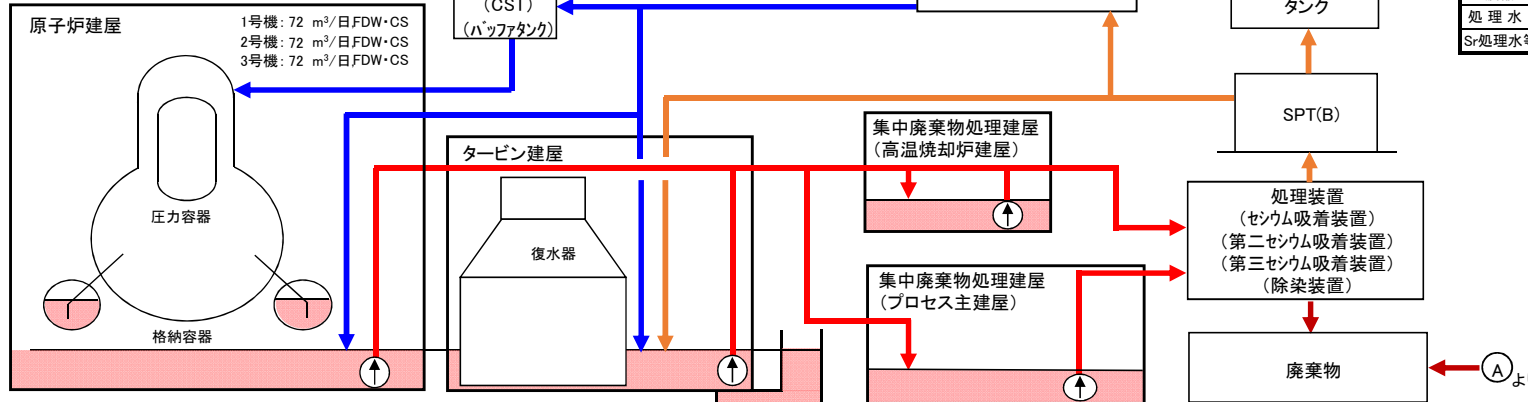 (CST)
(バッファタンク)
タンク
処 理 水
Sr処理水等
原子炉建屋
1号機: 72 m³/日,FDW・CS
2号機: 72 m³/日,FDW・CS
3号機: 72 m³/日,FDW・CS
SPT(B)
集中廃棄物処理建屋
(高温焼却炉建屋)
タービン建屋
処理装置
(セシウム吸着装置)
(第二セシウム吸着装置)
(第三セシウム吸着装置)
(除染装置)
圧力容器
復水器
集中廃棄物処理建屋
(プロセス主建屋)
格納容器
廃棄物
A より